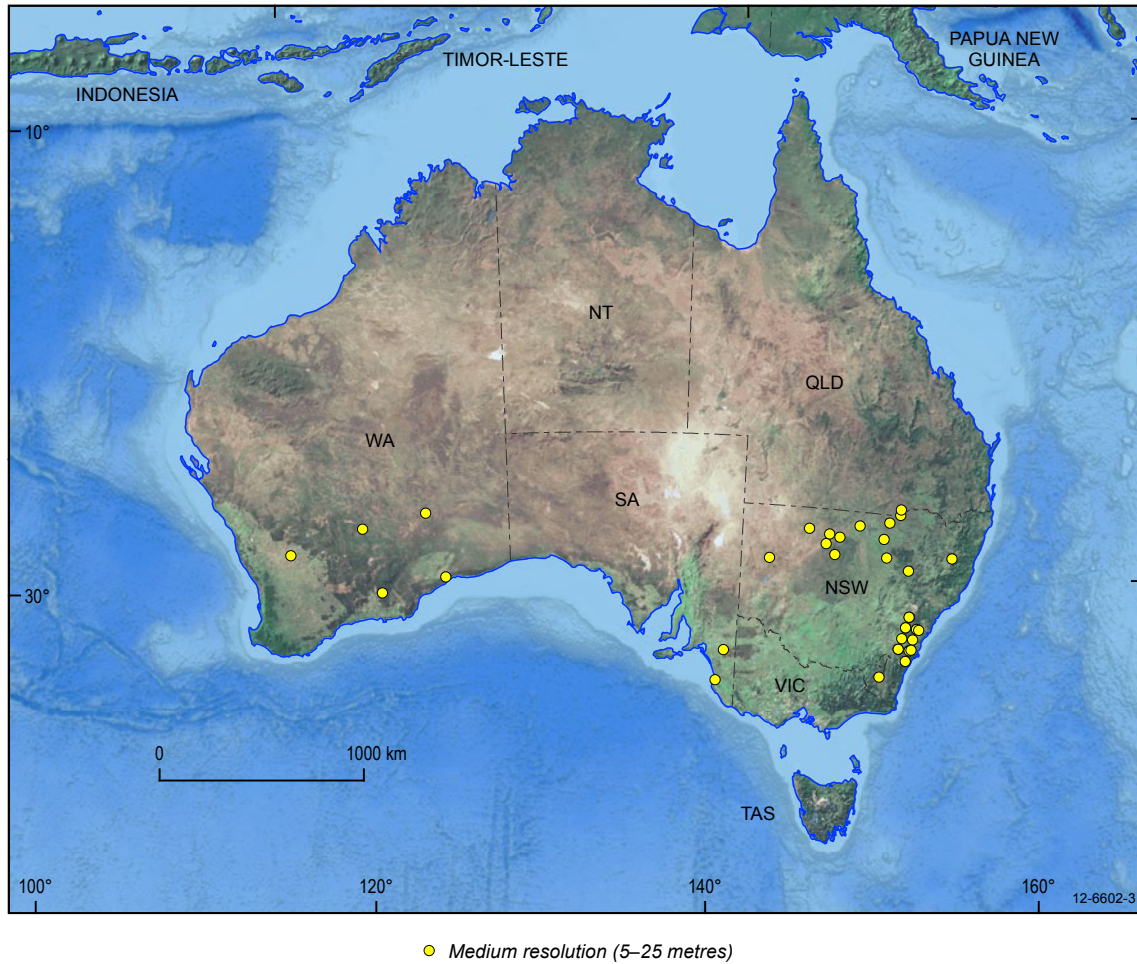 PAPUA NEW
GUINEA
TIMOR-LESTE
INDONESIA
10°
NT
QLD
WA
SA
30°
NSW
VIC
0 1000 km
TAS
100° 120° 140° 160°
12-6602-3
Medium resolution (5–25 metres)